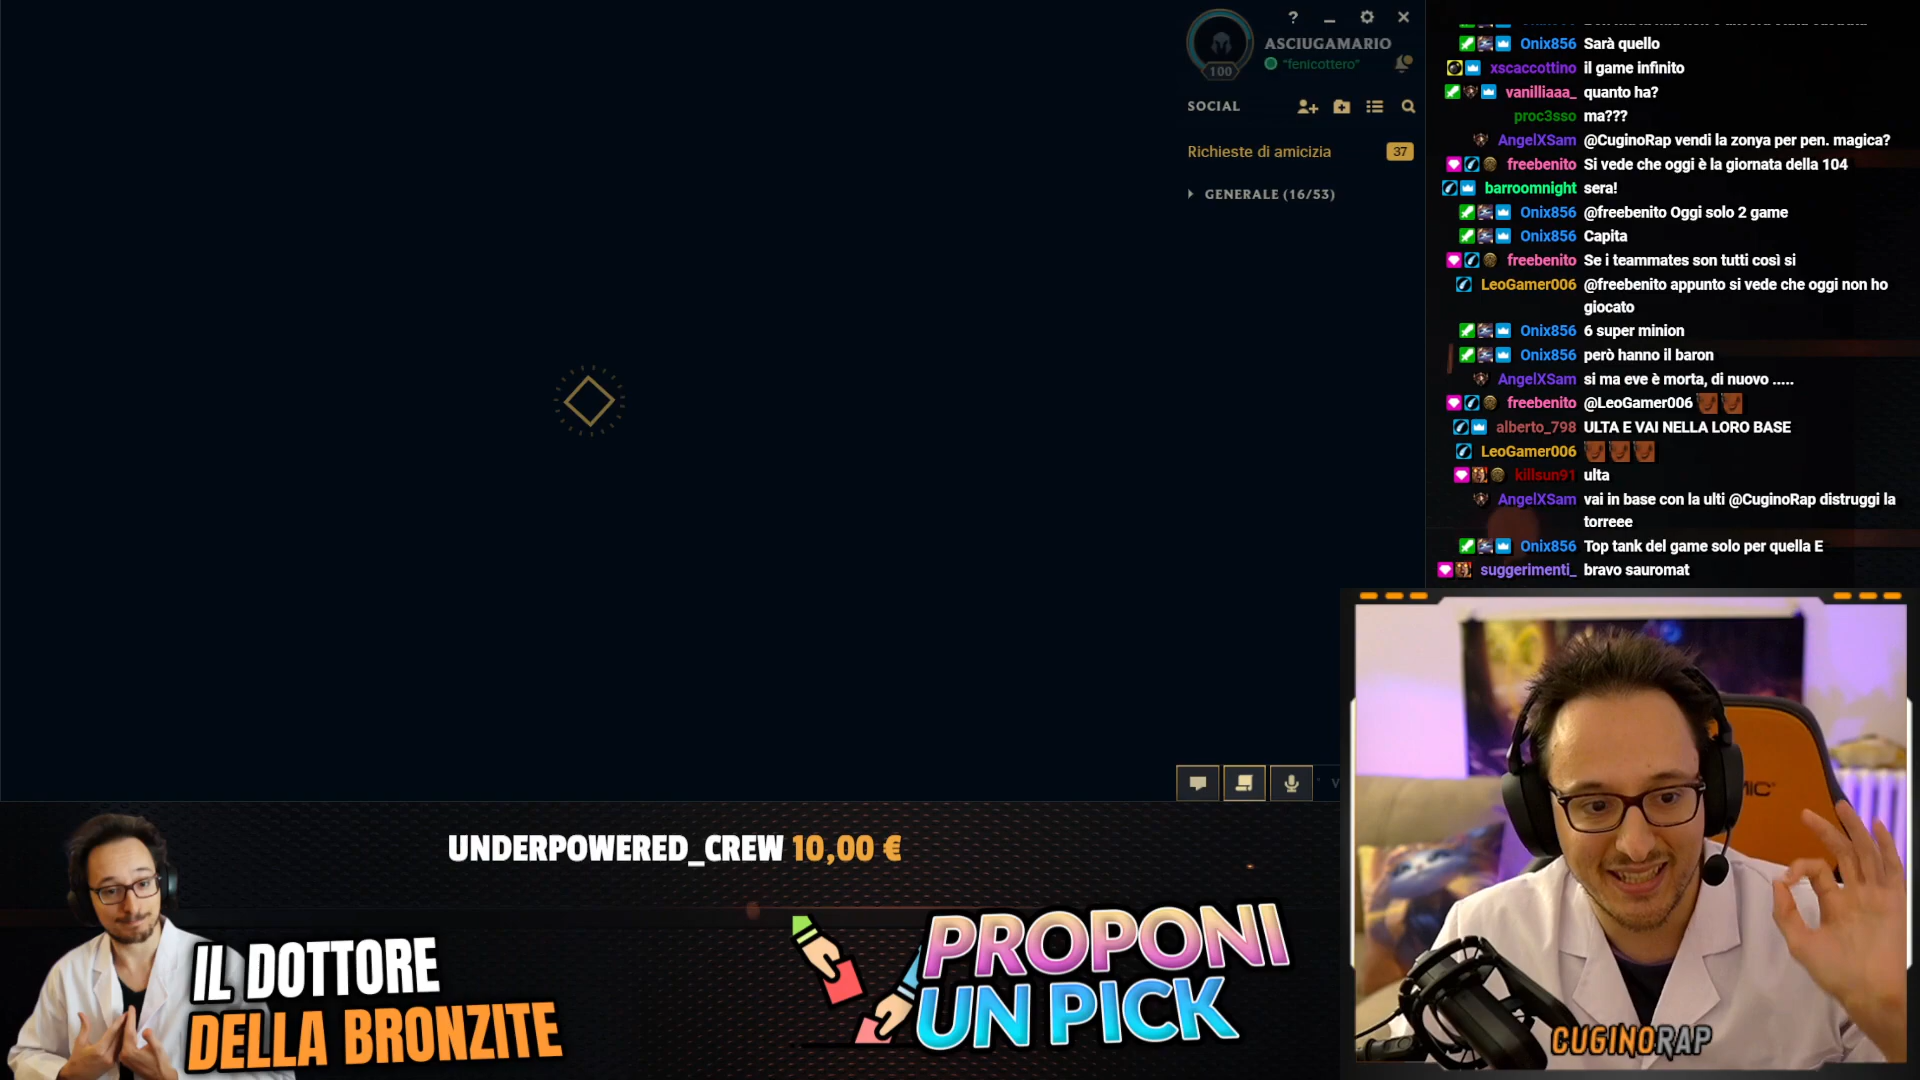 ASCIUGAMARIO
"fenicottero"
100
SOCIAL
Richieste di amicizia 37
GENERALE (16/53)
Onix856 Sarà quello
xscaccottino il game infinito
vanilliaaa_ quanto ha?
proc3sso ma???
AngelXSam @CuginoRap vendi la zonya per pen. magica?
freebenito Si vede che oggi è la giornata della 104
barroomnight sera!
Onix856 @freebenito Oggi solo 2 game
Onix856 Capita
freebenito Se i teammates son tutti così si
LeoGamer006 @freebenito appunto si vede che oggi non ho
giocato
Onix856 6 super minion
Onix856 però hanno il baron
AngelXSam si ma eve è morta, di nuovo .....
freebenito @LeoGamer006
alberto_798 ULTA E VAI NELLA LORO BASE
LeoGamer006
killsun91 ulta
AngelXSam vai in base con la ulti @CuginoRap distruggi la
torreee
Onix856 Top tank del game solo per quella E
suggerimenti_ bravo sauromat
UNDERPOWERED_CREW 10,00 €
IL DOTTORE
DELLA BRONZITE
PROPONI
UN PICK
CUGINORAP